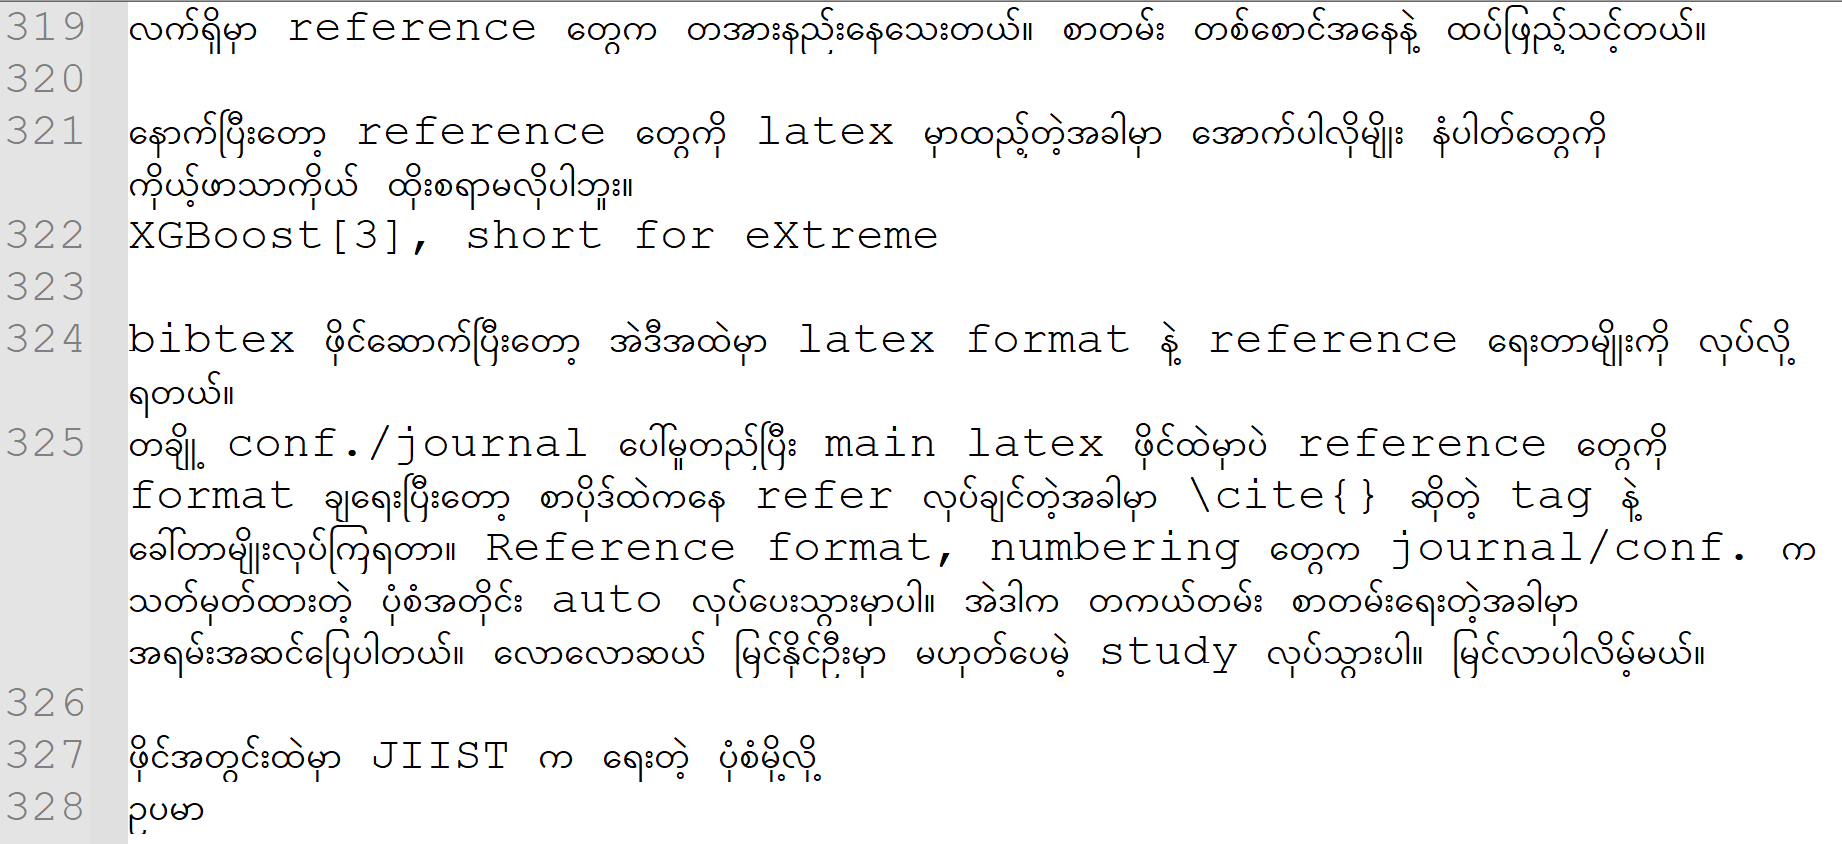 319 လက်ရှိမှာ reference တွေက တအားနည်းနေသေးတယ်။ စာတမ်း တစ်စောင်အနေနဲ့ ထပ်ဖြည့်သင့်တယ်။
320
321 နောက်ပြီးတော့ reference တွေကို latex မှာထည့်တဲ့အခါမှာ အောက်ပါလိုမျိုး နံပါတ်တွေကို
ကိုယ့်ဖာသာကိုယ် ထိုးစရာမလိုပါဘူး။
322 XGBoost[3], short for eXtreme
323
324 bibtex ဖိုင်ဆောက်ပြီးတော့ အဲဒီအထဲမှာ latex format နဲ့ reference ရေးတာမျိုးကို လုပ်လို့
ရတယ်။
325 တချို့ conf./journal ပေါ်မူတည်ပြီး main latex ဖိုင်ထဲမှာပဲ reference တွေကို
format ချရေးပြီးတော့ စာပိုဒ်ထဲကနေ refer လုပ်ချင်တဲ့အခါမှာ \cite{} ဆိုတဲ့ tag နဲ့
ခေါ်တာမျိုးလုပ်ကြရတာ။ Reference format, numbering တွေက journal/conf. က
သတ်မှတ်ထားတဲ့ ပုံစံအတိုင်း auto လုပ်ပေးသွားမှာပါ။ အဲဒါက တကယ်တမ်း စာတမ်းရေးတဲ့အခါမှာ
အရမ်းအဆင်ပြေပါတယ်။ လောလောဆယ် မြင်နိုင်ဦးမှာ မဟုတ်ပေမဲ့ study လုပ်သွားပါ။ မြင်လာပါလိမ့်မယ်။
326
327 ဖိုင်အတွင်းထဲမှာ JIIST က ရေးတဲ့ ပုံစံမို့လို့
328 ဥပမာ